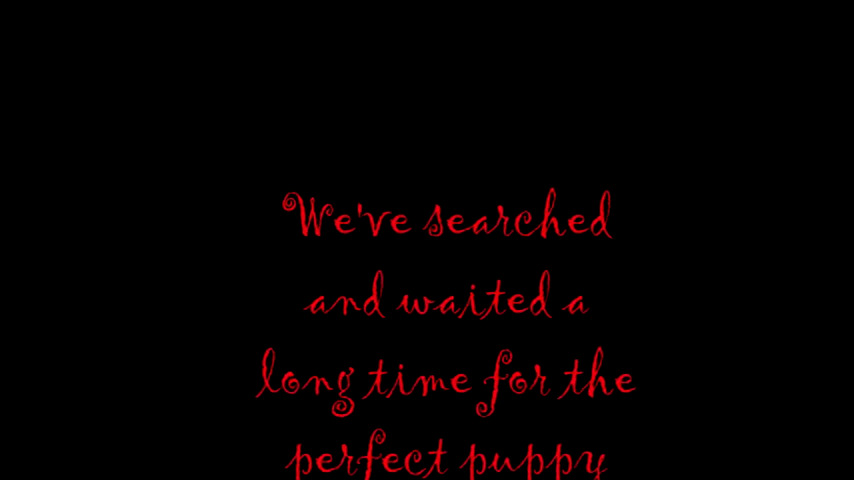 We've searched
and waited a
long time for the
perfect puppy